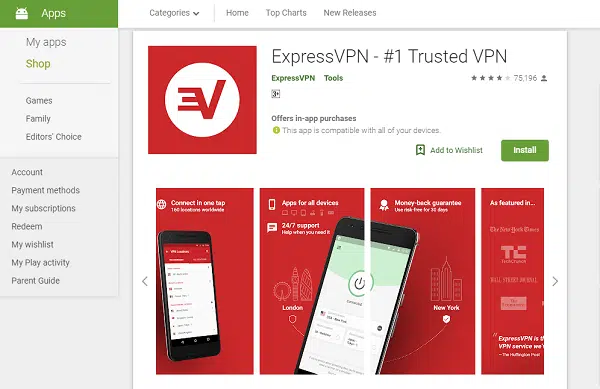 Apps
Categories
Home
Top Charts
New Releases
My apps
Shop
Games
Family
Editors' Choice
Account
Payment methods
My subscriptions
Redeem
My wishlist
My Play activity
Parent Guide
EV
ExpressVPN - #1 Trusted VPN
ExpressVPN Tools
75,196
3+
Offers in-app purchases
This app is compatible with all of your devices.
Add to Wishlist
Install
Connect in one tap
160 locations worldwide
VPN Locations
Apps for all devices
24/7 support
Help when you need it
London
Money-back guarantee
Use risk-free for 30 days
New York
As featured in...
The New York Times
TC
TechCrunch
WALL STREET JOURNAL
"ExpressVPN is th
VPN service we'
– The Huffington Post